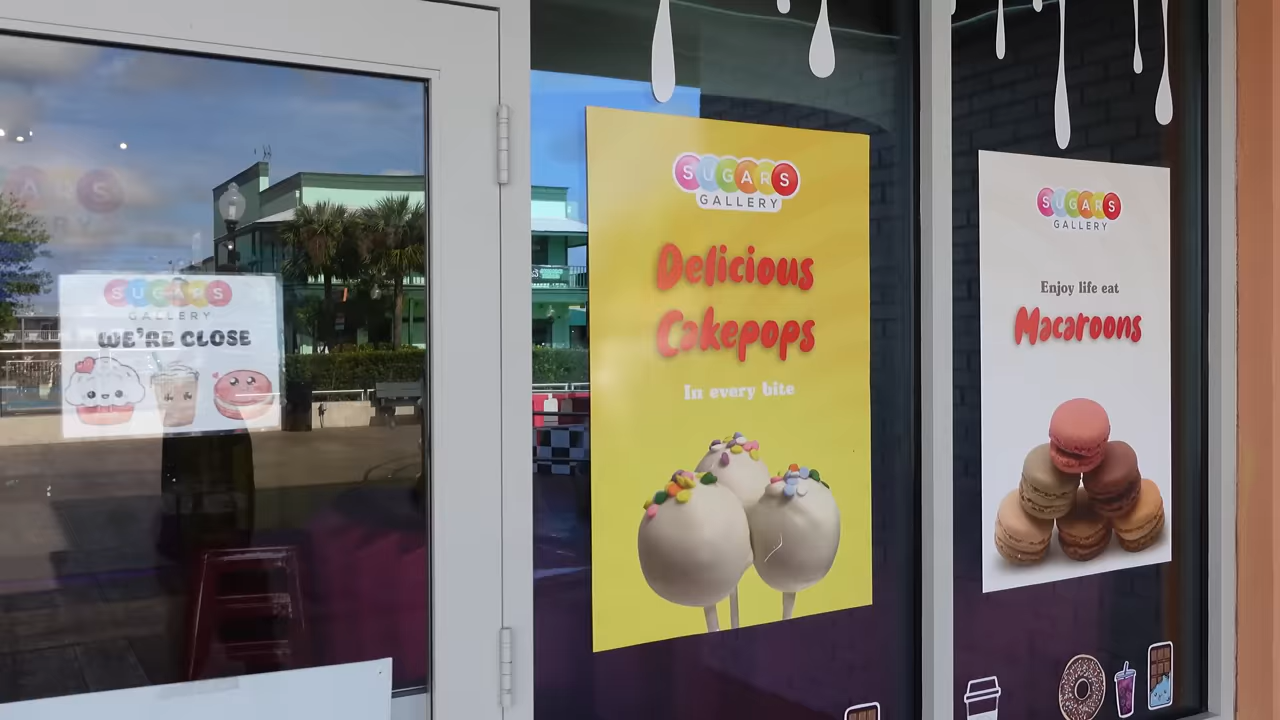 SUGARS
GALLERY
WE'RE CLOSE
SUGARS
GALLERY
Delicious
Cakepops
In every bite
SUGARS
GALLERY
Enjoy life eat
Macaroons